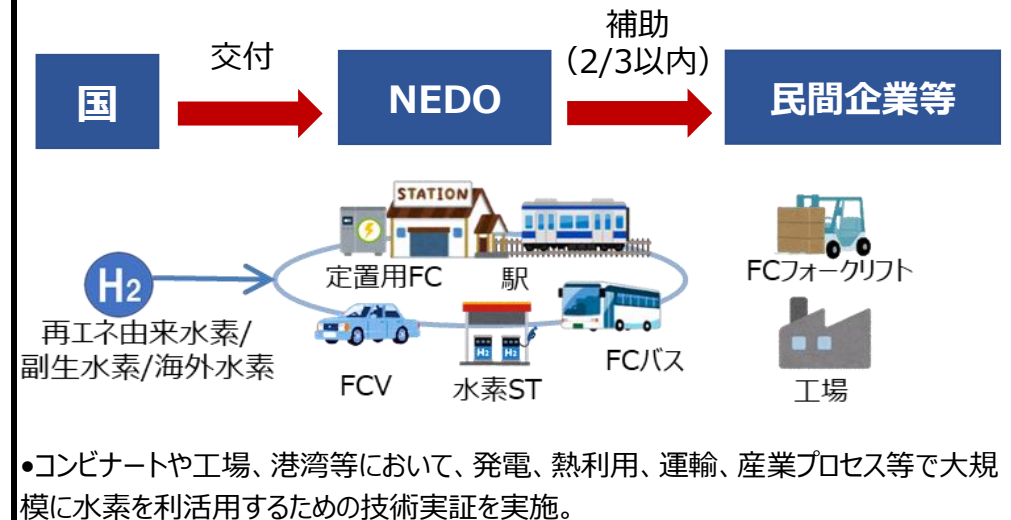 交付
補助
（2/3以内）
国
NEDO
民間企業等
STATION
定置用FC
駅
FCフォークリフト
H2
再エネ由来水素/
副生水素/海外水素
FCV
H2 H2
水素ST
FCバス
工場
•コンビナートや工場、港湾等において、発電、熱利用、運輸、産業プロセス等で大規
模に水素を利活用するための技術実証を実施。